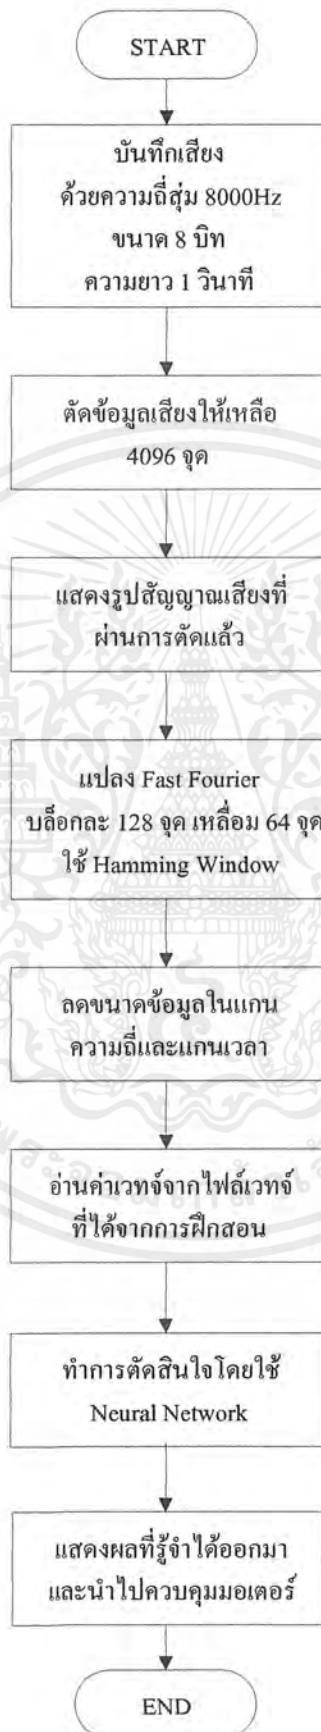 START
บันทึกเสียง
ด้วยความถี่สุ่ม 8000Hz
ขนาด 8 บิท
ความยาว 1 วินาที
ตัดข้อมูลเสียงให้เหลือ
4096 จุด
แสดงรูปสัญญาณเสียงที่
ผ่านการตัดแล้ว
แปลง Fast Fourier
บล็อกละ 128 จุด เหลื่อม 64 จุด
ใช้ Hamming Window
ลดขนาดข้อมูลในแกน
ความถี่และแกนเวลา
อ่านค่าเวทจ์จากไฟล์เวทจ์
ที่ได้จากการฝึกสอน
ทำการตัดสินใจโดยใช้
Neural Network
แสดงผลที่รู้จำได้ออกมา
และนำไปควบคุมมอเตอร์
END